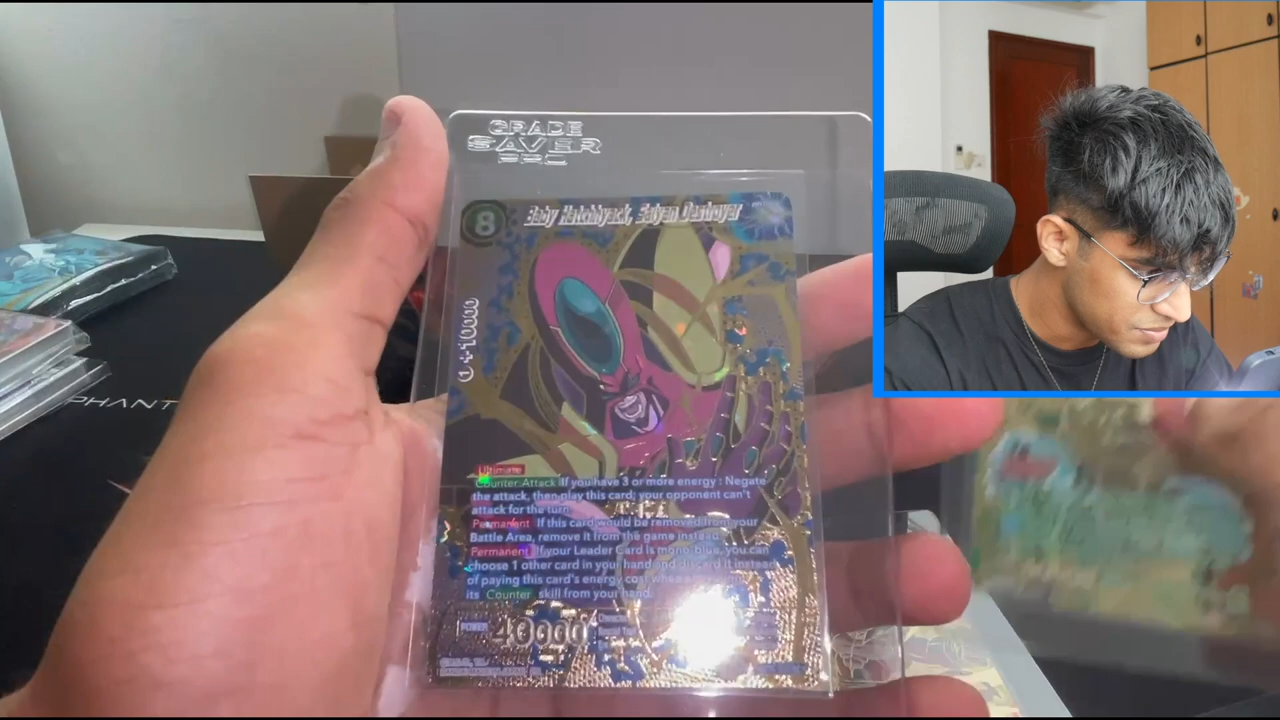 GRADE
SAVER
PRO
8
Baby Hatchhyack, Saiyan Destroyer
1 +10000
Ultimate
Counter Attack If you have 3 or more energy : Negate
the attack, then play this card, your opponent can't
attack for the turn.
Permanent If this card would be removed from your
Battle Area, remove it from the game instead.
Permanent If your Leader Card is mono-blue, you can
choose 1 other card in your hand and discard it instead
of paying this card's energy cost when
its Counter skill from your hand.
POWER 40000
PHANT